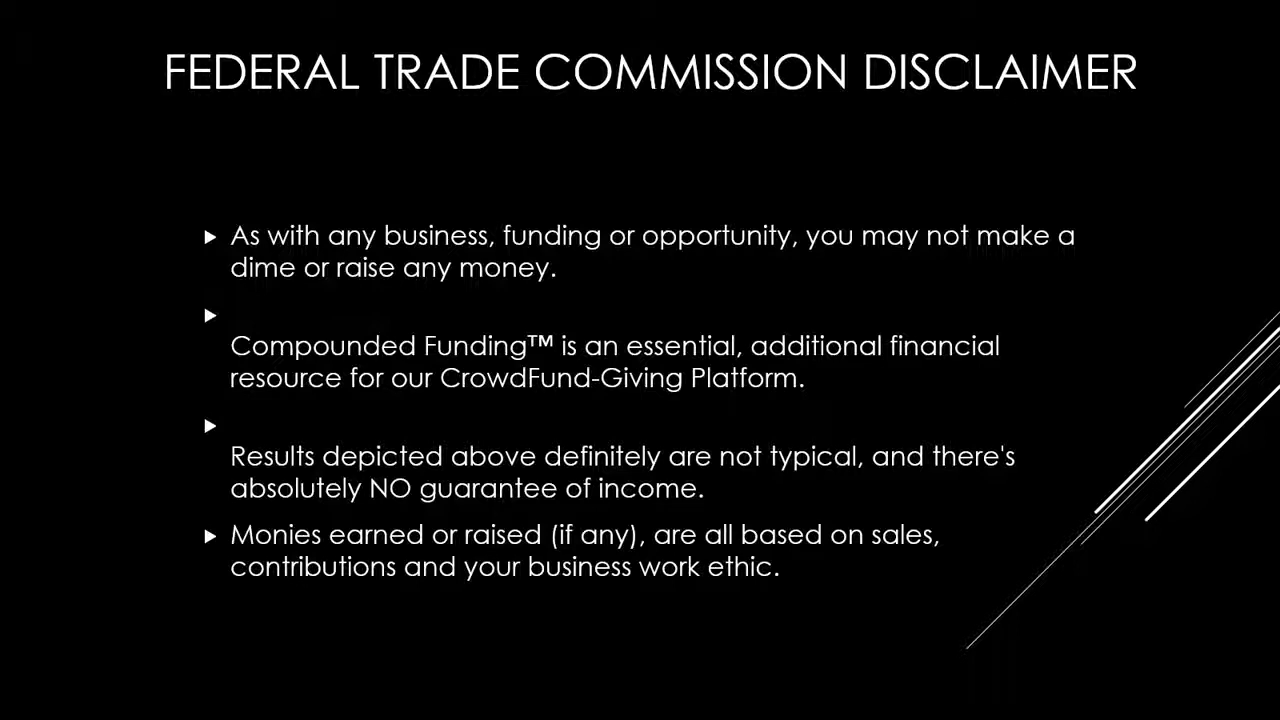 FEDERAL TRADE COMMISSION DISCLAIMER
As with any business, funding or opportunity, you may not make a
dime or raise any money.
Compounded Funding™ is an essential, additional financial
resource for our CrowdFund-Giving Platform.
Results depicted above definitely are not typical, and there's
absolutely NO guarantee of income.
Monies earned or raised (if any), are all based on sales,
contributions and your business work ethic.